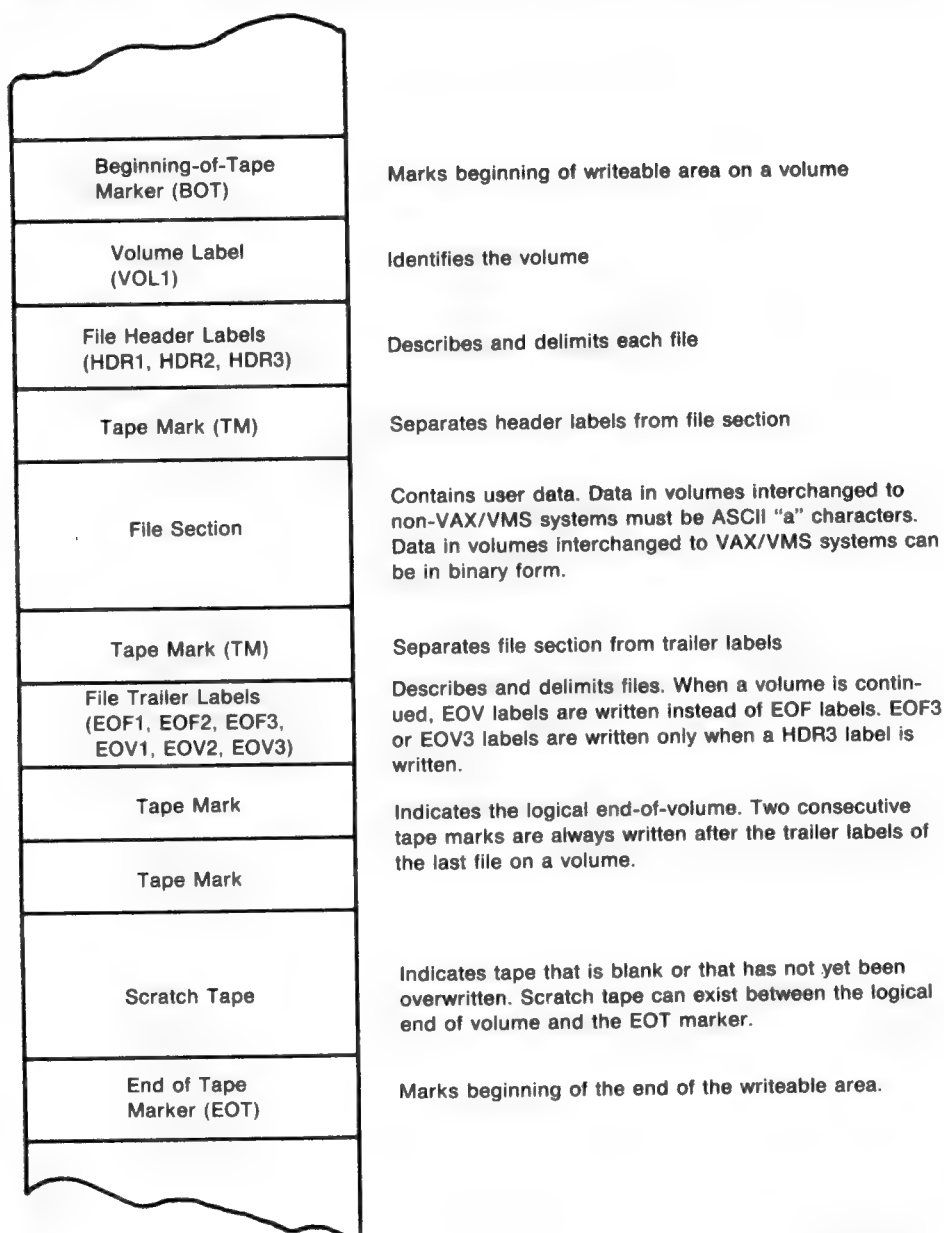 Beginning-of-Tape
Marker (BOT)
Marks beginning of writeable area on a volume
Volume Label
(VOL1)
Identifies the volume
File Header Labels
(HDR1, HDR2, HDR3)
Describes and delimits each file
Tape Mark (TM)
Separates header labels from file section
File Section
Contains user data. Data in volumes interchanged to
non-VAX/VMS systems must be ASCII “a” characters.
Data in volumes interchanged to VAX/VMS systems can
be in binary form.
Tape Mark (TM)
Separates file section from trailer labels
File Trailer Labels
(EOF1, EOF2, EOF3,
EOV1, EOV2, EOV3)
Describes and delimits files. When a volume is contin-
ued, EOV labels are written instead of EOF labels. EOF3
or EOV3 labels are written only when a HDR3 label is
written.
Tape Mark
Indicates the logical end-of-volume. Two consecutive
tape marks are always written after the trailer labels of
the last file on a volume.
Tape Mark
Scratch Tape
Indicates tape that is blank or that has not yet been
overwritten. Scratch tape can exist between the logical
end of volume and the EOT marker.
End of Tape
Marker (EOT)
Marks beginning of the end of the writeable area.